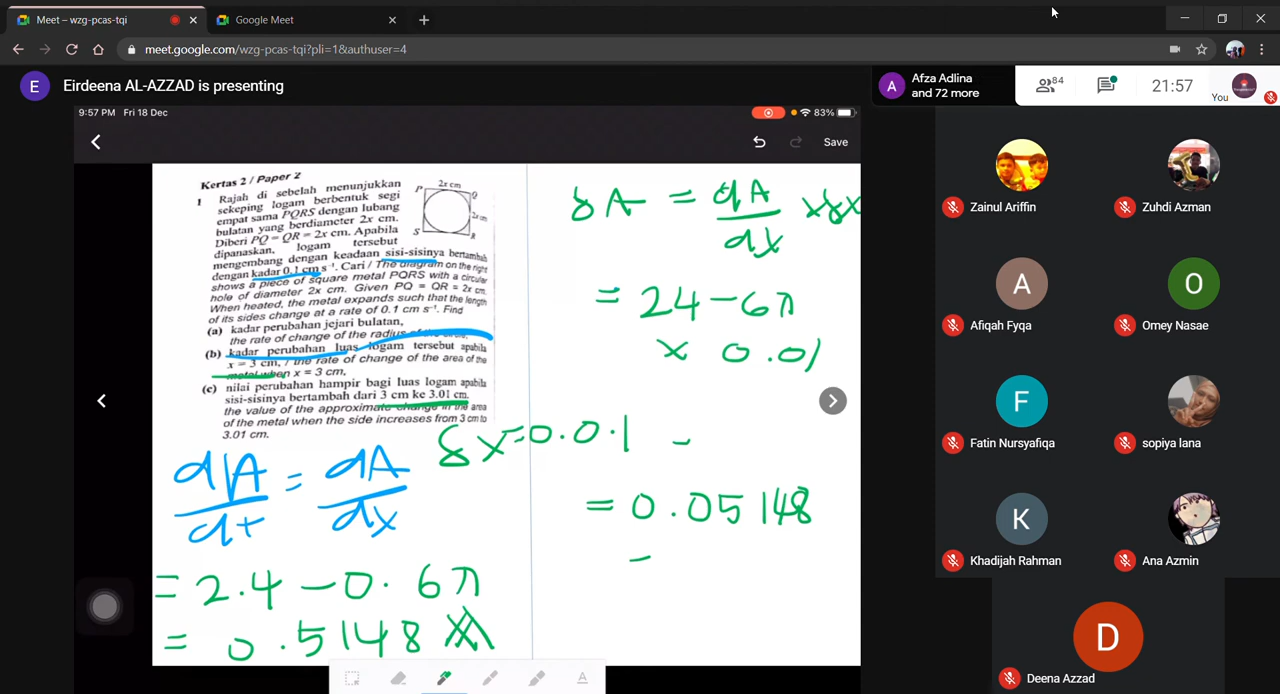 Meet – wzg-pcas-tqi
Google Meet
meet.google.com/wzg-pcas-tqi?pli=1&authuser=4
E
Eirdeena AL-AZZAD is presenting
A
Afza Adlina
and 72 more
84
21:57
You
9:57 PM Fri 18 Dec
83%
Save
Kertas 2 / Paper 2
1 Rajah di sebelah menunjukkan
sekeping logam berbentuk segi
empat sama PQRS dengan lubang
bulatan yang berdiameter 2x cm.
Diberi PQ = QR = 2x cm. Apabila
dipanaskan, logam tersebut
mengembang dengan keadaan sisi-sisinya bertambah
dengan kadar 0.1 cm s⁻¹. Cari / The diagram on the right
shows a piece of square metal PQRS with a circular
hole of diameter 2x cm. Given PQ = QR = 2x cm.
When heated, the metal expands such that the length
of its sides change at a rate of 0.1 cm s⁻¹. Find
(a) kadar perubahan jejari bulatan,
the rate of change of the radius of the circle,
(b) kadar perubahan luas logam tersebut apabila
x = 3 cm, / the rate of change of the area of the
metal when x = 3 cm,
(c) nilai perubahan hampir bagi luas logam apabila
sisi-sisinya bertambah dari 3 cm ke 3.01 cm.
the value of the approximate change in the area
of the metal when the side increases from 3 cm to
3.01 cm.
2x cm
P
Q
2x cm
S
R
dA/dt = dA/dx
= 2.4 − 0.6π
= 0.5148
δx = 0.0.1
δA = dA/dx × δx
= 24 − 6π
× 0.01
= 0.05148
=
Zainul Ariffin
Zuhdi Azman
A
Afiqah Fyqa
O
Omey Nasae
F
Fatin Nursyafiqa
sopiya lana
K
Khadijah Rahman
Ana Azmin
D
Deena Azzad
A